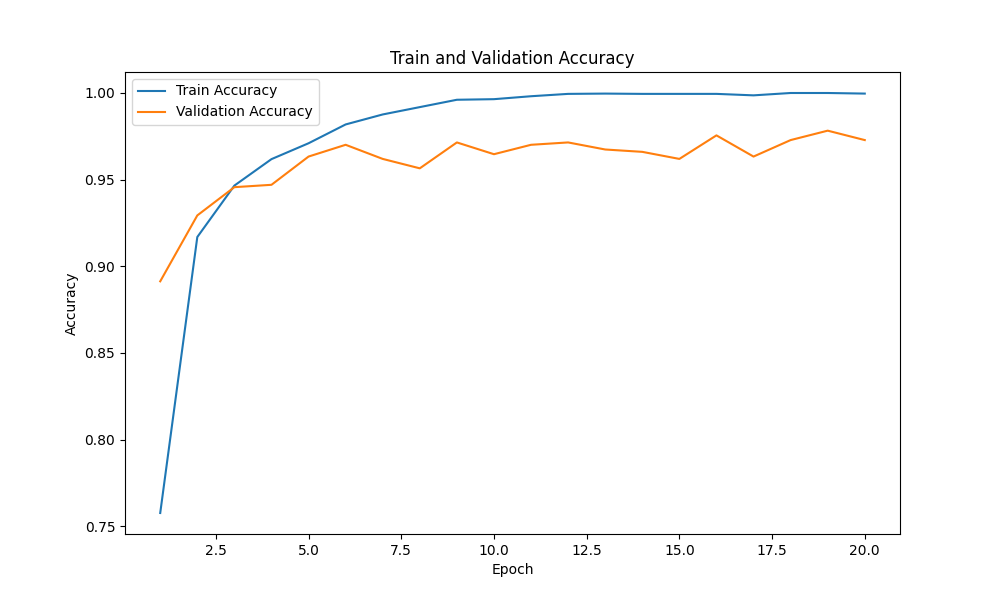 Train and Validation Accuracy
Train Accuracy
Validation Accuracy
1.00
0.95
0.90
0.85
0.80
0.75
Accuracy
2.5 5.0 7.5 10.0 12.5 15.0 17.5 20.0
Epoch